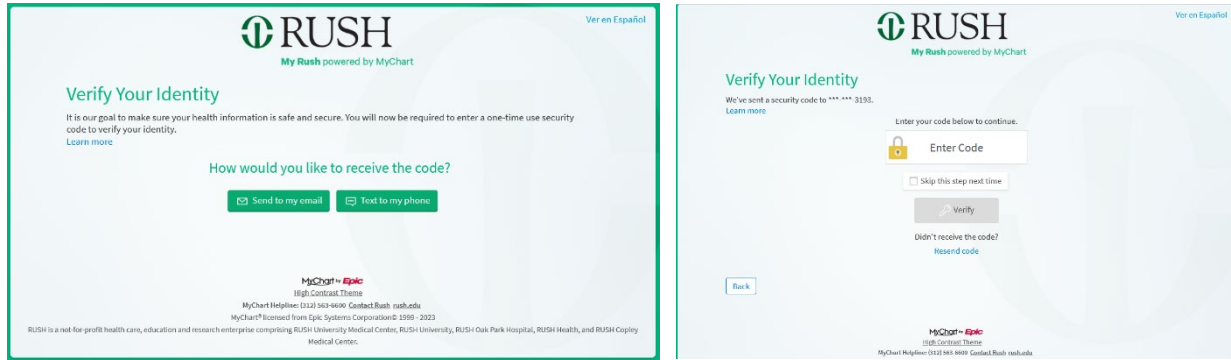 Ver en Español
RUSH
My Rush powered by MyChart
Verify Your Identity
It is our goal to make sure your health information is safe and secure. You will now be required to enter a one-time use security
code to verify your identity.
Learn more
How would you like to receive the code?
Send to my email
Text to my phone
MyChart by Epic
High Contrast Theme
MyChart Helpline: (312) 563-6600 Contact Rush rush.edu
MyChart® licensed from Epic Systems Corporation© 1999 - 2023
RUSH is a not-for-profit health care, education and research enterprise comprising RUSH University Medical Center, RUSH University, RUSH Oak Park Hospital, RUSH Health, and RUSH Copley
Medical Center.
Ver en Español
RUSH
My Rush powered by MyChart
Verify Your Identity
We've sent a security code to ***-***-3193.
Learn more
Enter your code below to continue.
Enter Code
Skip this step next time
Verify
Didn't receive the code?
Resend code
Back
MyChart by Epic
High Contrast Theme
MyChart Helpline: (312) 563-6600 Contact Rush rush.edu